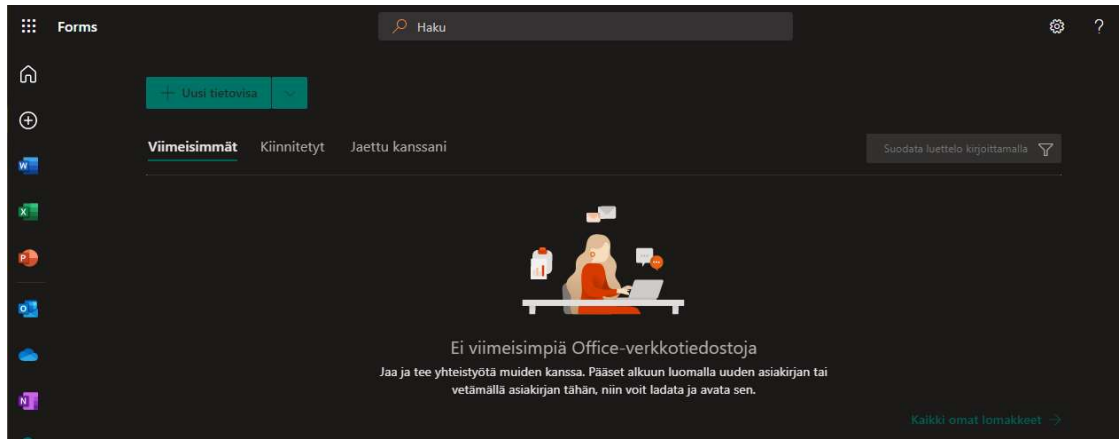 Forms
Haku
?
+ Uusi tietovisa
Viimeisimmät Kiinnitetyt Jaettu kanssani
Suodata luettelo kirjoittamalla
W
X
P
O
N
Ei viimeisimpiä Office-verkkotiedostoja
Jaa ja tee yhteistyötä muiden kanssa. Pääset alkuun luomalla uuden asiakirjan tai
vetämällä asiakirjan tähän, niin voit ladata ja avata sen.
Kaikki omat lomakkeet →